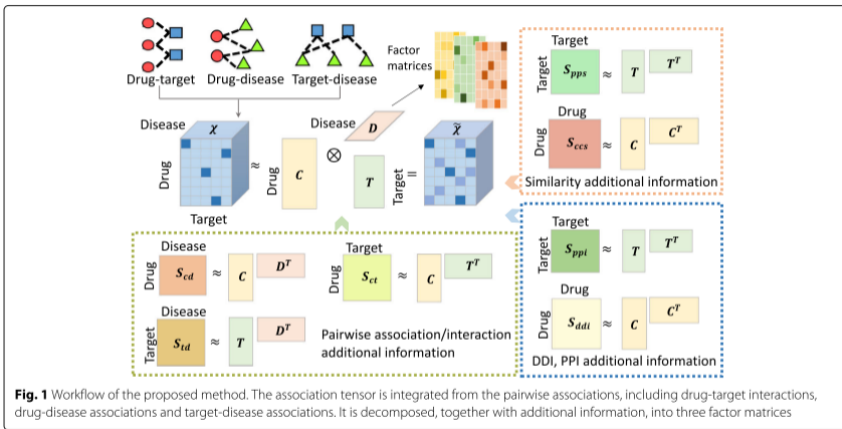 Drug-target
Drug-disease
Target-disease
Factor
matrices
Disease
χ
Drug
Target
≈
Drug
C
⊗
Disease
D
T
Target
=
χ̃
Target
Target
S_pps ≈ T T^T
Drug
Drug
S_ccs ≈ C C^T
Similarity additional information
Disease
Drug
S_cd ≈ C D^T
Target
Drug
S_ct ≈ C T^T
Disease
Target
S_td ≈ T D^T
Pairwise association/interaction
additional information
Target
Target
S_ppi ≈ T T^T
Drug
Drug
S_ddi ≈ C C^T
DDI, PPI additional information
Fig. 1 Workflow of the proposed method. The association tensor is integrated from the pairwise associations, including drug-target interactions,
drug-disease associations and target-disease associations. It is decomposed, together with additional information, into three factor matrices